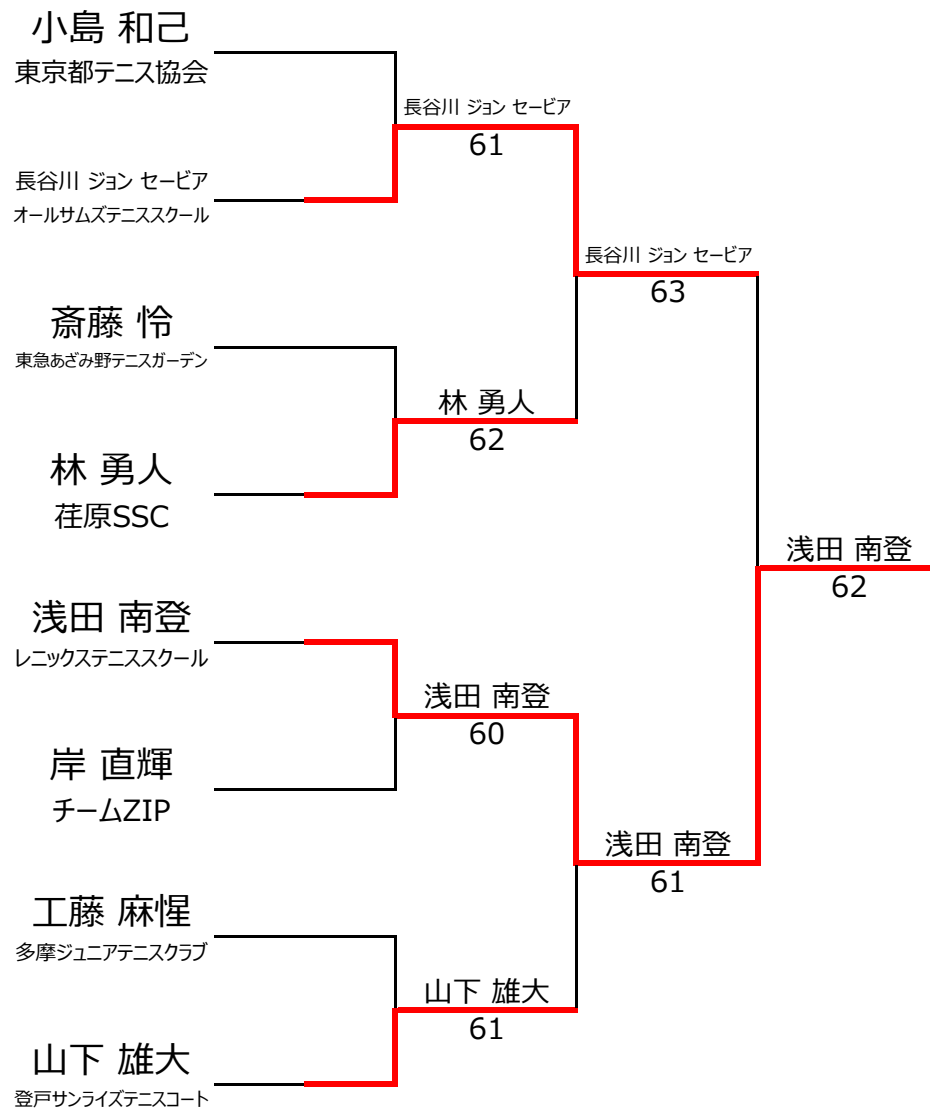 小島 和己
東京都テニス協会
長谷川 ジョン セービア
61
長谷川 ジョン セービア
オールサムズテニススクール
長谷川 ジョン セービア
63
斎藤 怜
東急あざみ野テニスガーデン
林 勇人
62
林 勇人
荏原SSC
浅田 南登
62
浅田 南登
レニックステニススクール
浅田 南登
60
岸 直輝
チームZIP
浅田 南登
61
工藤 麻惺
多摩ジュニアテニスクラブ
山下 雄大
61
山下 雄大
登戸サンライズテニスコート